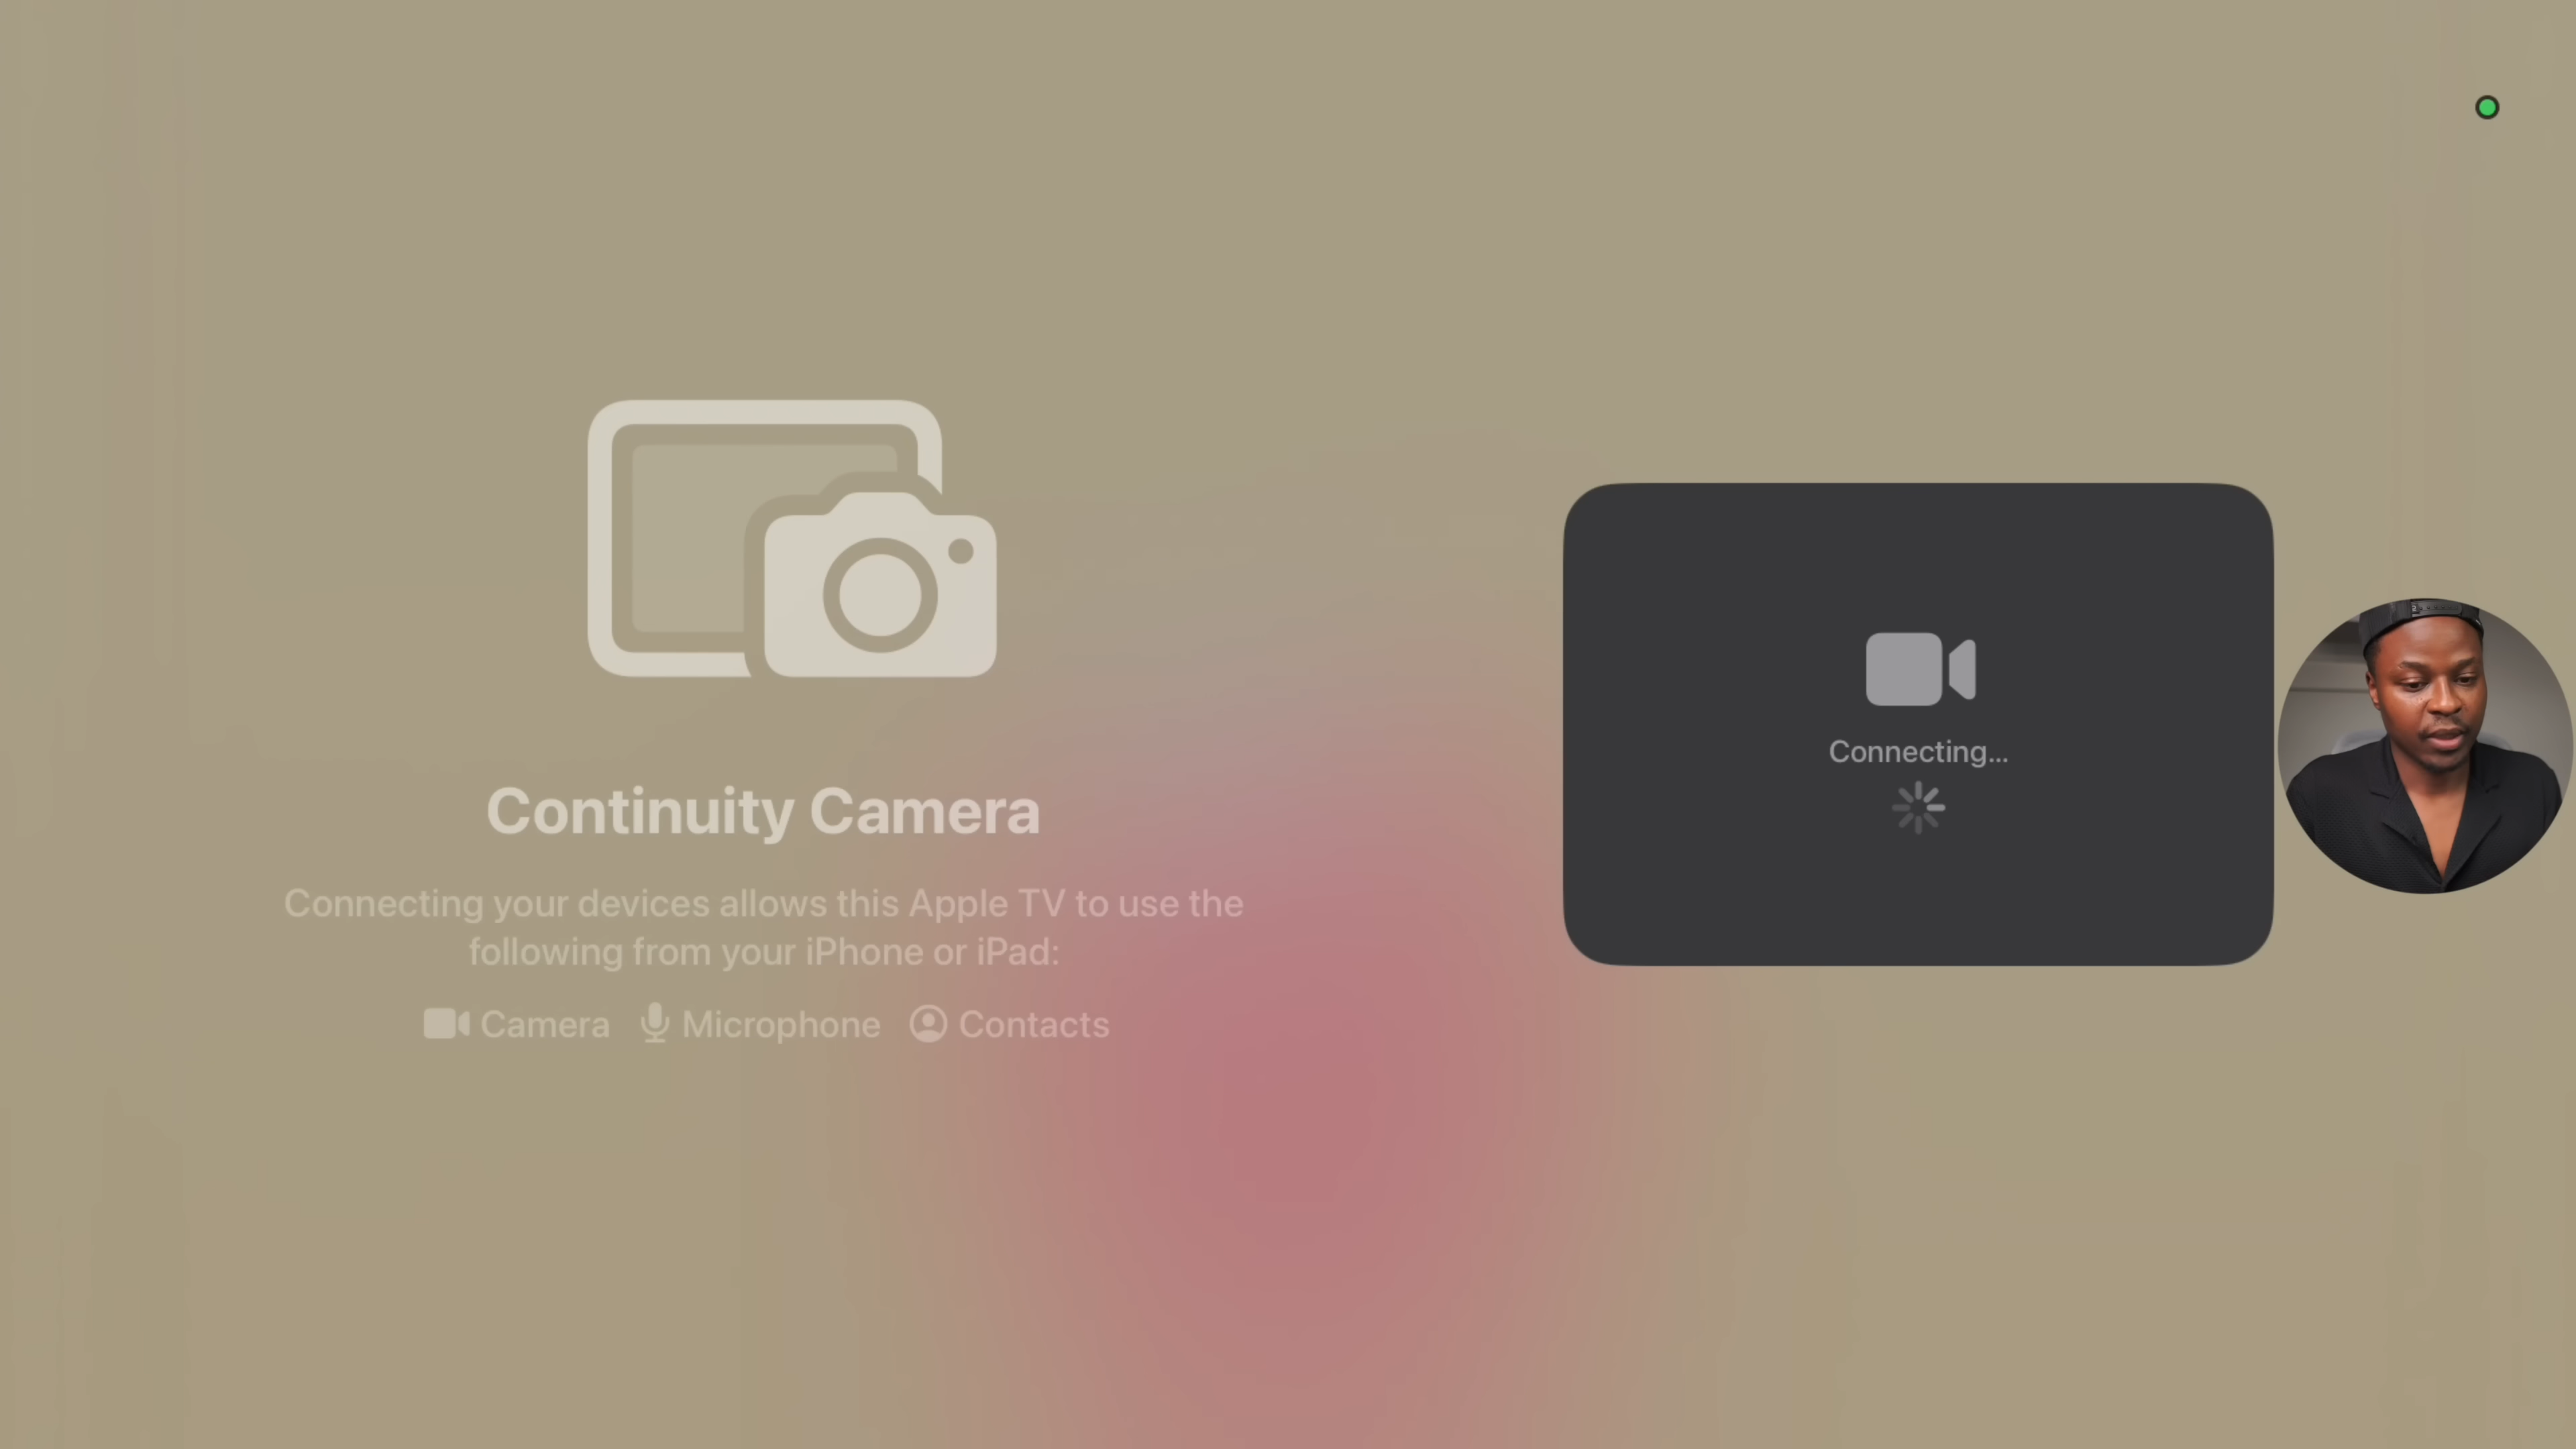 Continuity Camera
Connecting your devices allows this Apple TV to use the
following from your iPhone or iPad:
Camera Microphone Contacts
Connecting...